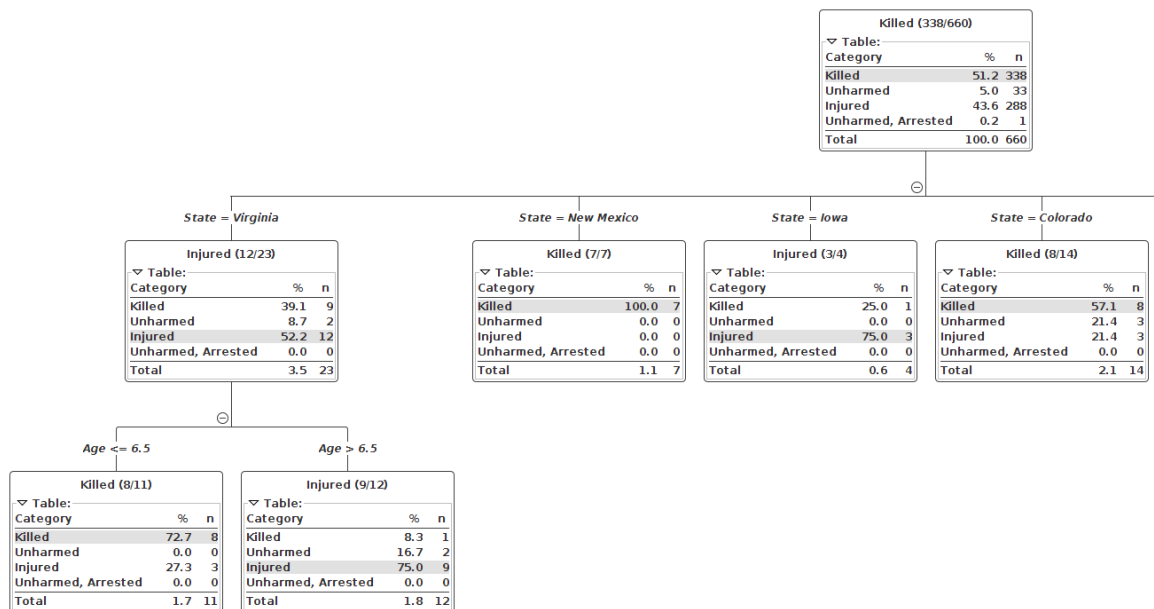 Killed (338/660)
▽ Table:
Category % n
Killed 51.2 338
Unharmed 5.0 33
Injured 43.6 288
Unharmed, Arrested 0.2 1
Total 100.0 660
State = Virginia
Injured (12/23)
▽ Table:
Category % n
Killed 39.1 9
Unharmed 8.7 2
Injured 52.2 12
Unharmed, Arrested 0.0 0
Total 3.5 23
State = New Mexico
Killed (7/7)
▽ Table:
Category % n
Killed 100.0 7
Unharmed 0.0 0
Injured 0.0 0
Unharmed, Arrested 0.0 0
Total 1.1 7
State = Iowa
Injured (3/4)
▽ Table:
Category % n
Killed 25.0 1
Unharmed 0.0 0
Injured 75.0 3
Unharmed, Arrested 0.0 0
Total 0.6 4
State = Colorado
Killed (8/14)
▽ Table:
Category % n
Killed 57.1 8
Unharmed 21.4 3
Injured 21.4 3
Unharmed, Arrested 0.0 0
Total 2.1 14
Age <= 6.5
Killed (8/11)
▽ Table:
Category % n
Killed 72.7 8
Unharmed 0.0 0
Injured 27.3 3
Unharmed, Arrested 0.0 0
Total 1.7 11
Age > 6.5
Injured (9/12)
▽ Table:
Category % n
Killed 8.3 1
Unharmed 16.7 2
Injured 75.0 9
Unharmed, Arrested 0.0 0
Total 1.8 12